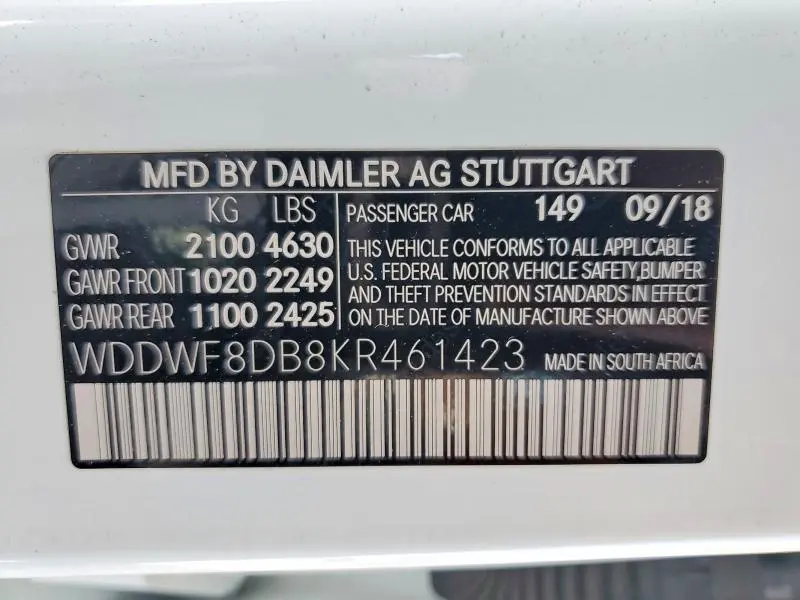 MFD BY DAIMLER AG STUTTGART
KG LBS
GVWR 2100 4630
GAWR FRONT 1020 2249
GAWR REAR 1100 2425
PASSENGER CAR 149 09/18
THIS VEHICLE CONFORMS TO ALL APPLICABLE
U.S. FEDERAL MOTOR VEHICLE SAFETY,BUMPER
AND THEFT PREVENTION STANDARDS IN EFFECT
ON THE DATE OF MANUFACTURE SHOWN ABOVE
WDDWF8DB8KR461423 MADE IN SOUTH AFRICA